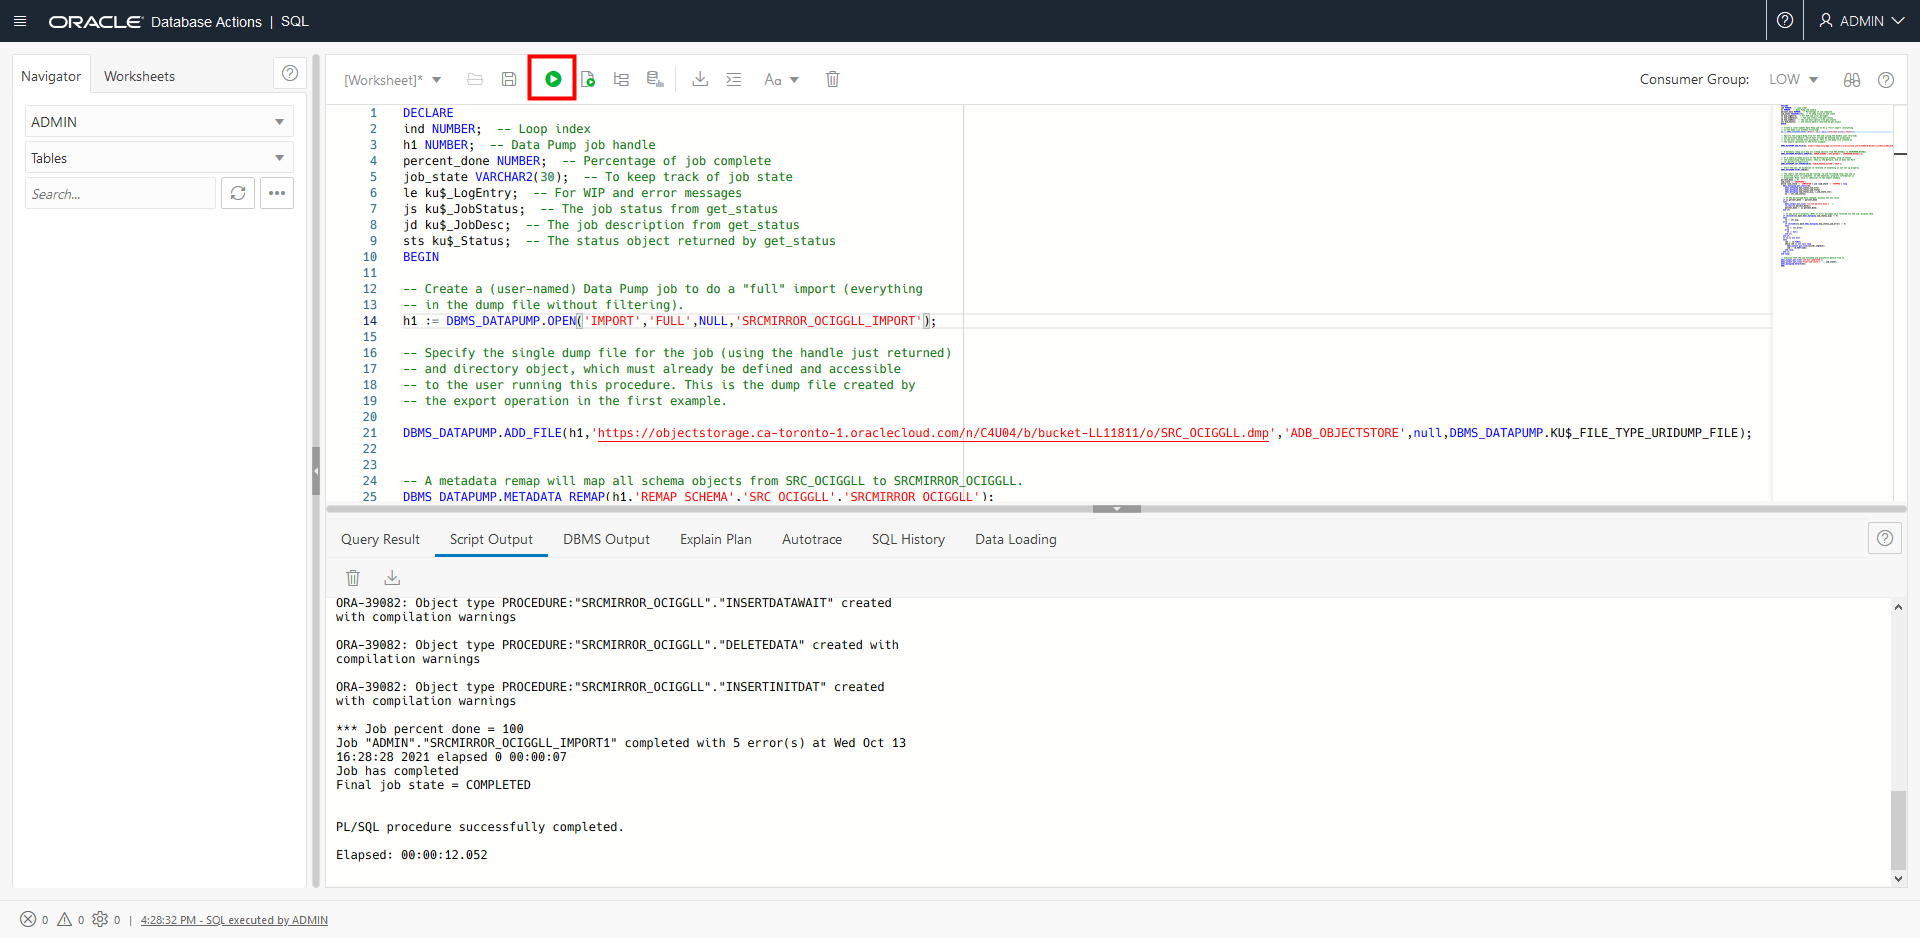 ORACLE Database Actions | SQL
ADMIN
Navigator
Worksheets
ADMIN
Tables
Search...
[Worksheet]*
Aa
Consumer Group: LOW
1 DECLARE
2 ind NUMBER;  -- Loop index
3 h1 NUMBER;  -- Data Pump job handle
4 percent_done NUMBER;  -- Percentage of job complete
5 job_state VARCHAR2(30);  -- To keep track of job state
6 le ku$_LogEntry;  -- For WIP and error messages
7 js ku$_JobStatus;  -- The job status from get_status
8 jd ku$_JobDesc;  -- The job description from get_status
9 sts ku$_Status;  -- The status object returned by get_status
10 BEGIN
11
12 -- Create a (user-named) Data Pump job to do a "full" import (everything
13 -- in the dump file without filtering).
14 h1 := DBMS_DATAPUMP.OPEN('IMPORT','FULL',NULL,'SRCMIRROR_OCIGGLL_IMPORT');
15
16 -- Specify the single dump file for the job (using the handle just returned)
17 -- and directory object, which must already be defined and accessible
18 -- to the user running this procedure. This is the dump file created by
19 -- the export operation in the first example.
20
21 DBMS_DATAPUMP.ADD_FILE(h1,'https://objectstorage.ca-toronto-1.oraclecloud.com/n/C4U04/b/bucket-LL11811/o/SRC_OCIGGLL.dmp','ADB_OBJECTSTORE',null,DBMS_DATAPUMP.KU$_FILE_TYPE_URIDUMP_FILE);
22
23
24 -- A metadata remap will map all schema objects from SRC_OCIGGLL to SRCMIRROR_OCIGGLL.
25 DBMS_DATAPUMP.METADATA_REMAP(h1,'REMAP_SCHEMA','SRC_OCIGGLL','SRCMIRROR_OCIGGLL');
Query Result
Script Output
DBMS Output
Explain Plan
Autotrace
SQL History
Data Loading
ORA-39082: Object type PROCEDURE:"SRCMIRROR_OCIGGLL"."INSERTDATAWAIT" created
with compilation warnings
ORA-39082: Object type PROCEDURE:"SRCMIRROR_OCIGGLL"."DELETEDATA" created with
compilation warnings
ORA-39082: Object type PROCEDURE:"SRCMIRROR_OCIGGLL"."INSERTINITDAT" created
with compilation warnings
*** Job percent done = 100
Job "ADMIN"."SRCMIRROR_OCIGGLL_IMPORT1" completed with 5 error(s) at Wed Oct 13
16:28:28 2021 elapsed 0 00:00:07
Job has completed
Final job state = COMPLETED
PL/SQL procedure successfully completed.
Elapsed: 00:00:12.052
0 0 0 | 4:28:32 PM - SQL executed by ADMIN